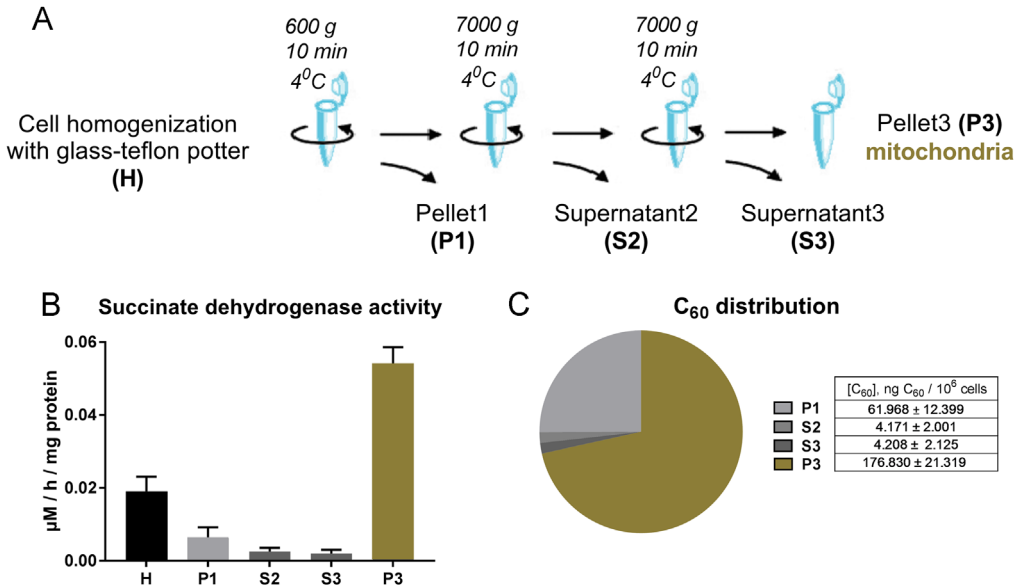 A
600 g
10 min
4⁰C
7000 g
10 min
4⁰C
7000 g
10 min
4⁰C
Cell homogenization
with glass-teflon potter
(H)
Pellet1
(P1)
Supernatant2
(S2)
Supernatant3
(S3)
Pellet3 (P3)
mitochondria
B
Succinate dehydrogenase activity
µM / h / mg protein
0.06
0.04
0.02
0.00
H P1 S2 S3 P3
C
C₆₀ distribution
P1
S2
S3
P3
[C₆₀], ng C₆₀ / 10⁶ cells
61.968 ± 12.399
4.171 ± 2.001
4.208 ± 2.125
176.830 ± 21.319